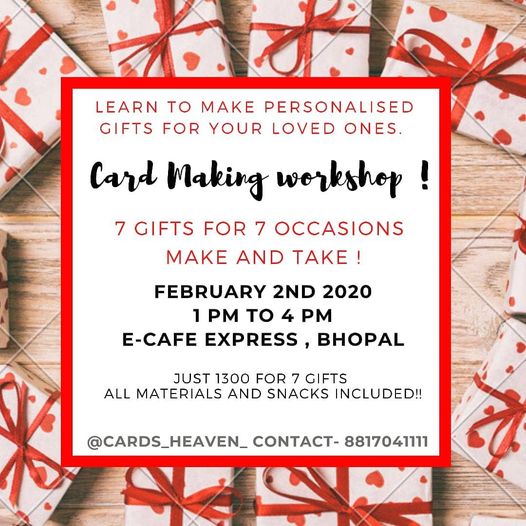 LEARN TO MAKE PERSONALISED
GIFTS FOR YOUR LOVED ONES.
Card Making workshop !
7 GIFTS FOR 7 OCCASIONS
MAKE AND TAKE !
FEBRUARY 2ND 2020
1 PM TO 4 PM
E-CAFE EXPRESS , BHOPAL
JUST 1300 FOR 7 GIFTS
ALL MATERIALS AND SNACKS INCLUDED!!
@CARDS_HEAVEN_ CONTACT- 8817041111